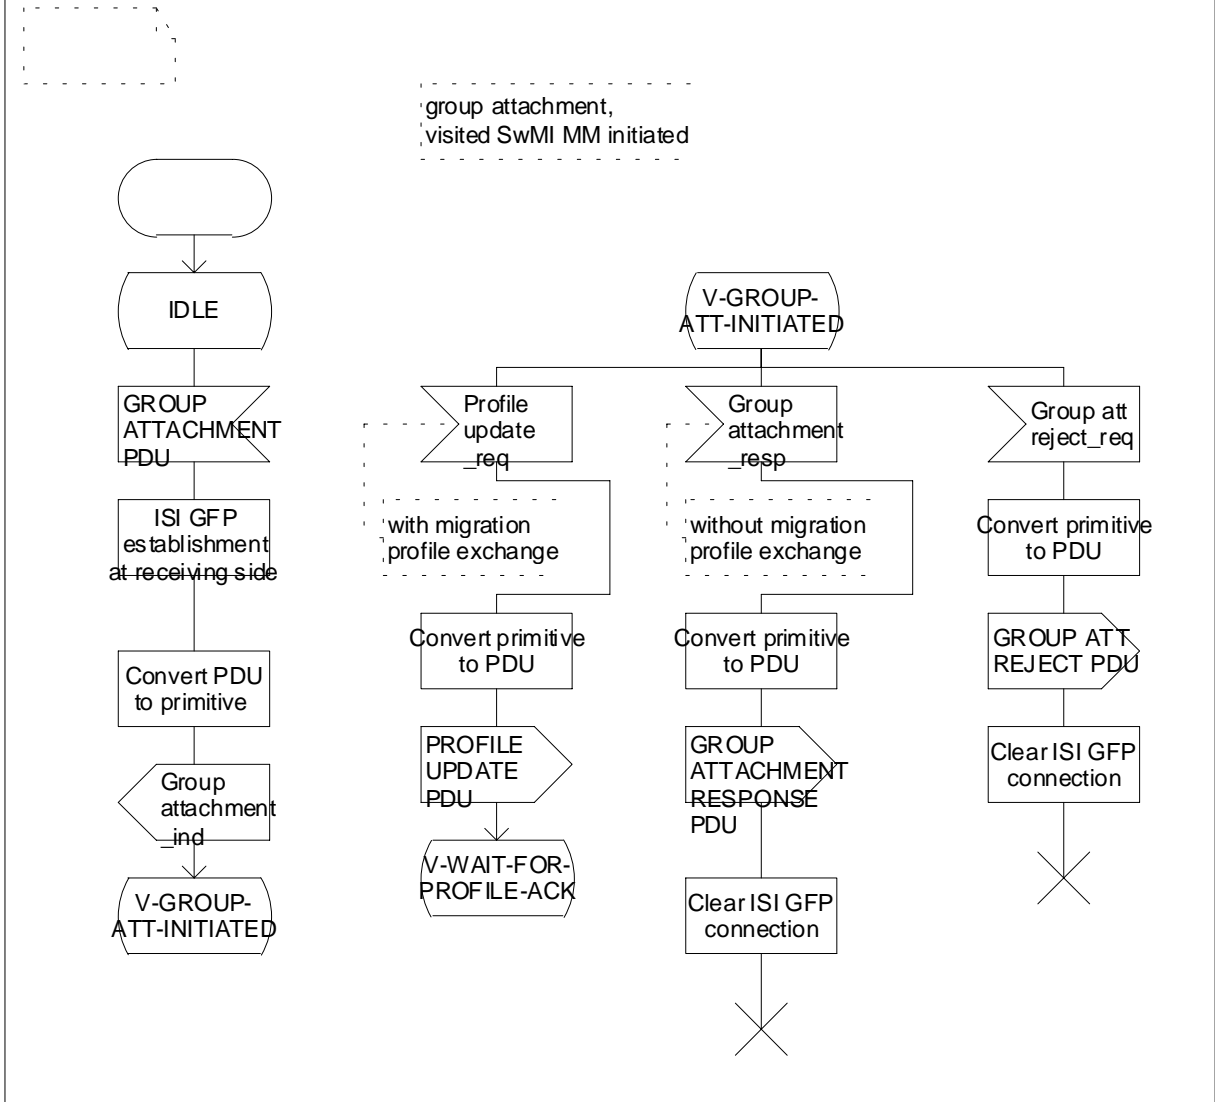 group attachment,
visited SwMI MM initiated
IDLE
GROUP
ATTACHMENT
PDU
ISI GFP
establishment
at receiving side
Convert PDU
to primitive
Group
attachment
_ind
V-GROUP-
ATT-INITIATED
V-GROUP-
ATT-INITIATED
Profile
update
_req
with migration
profile exchange
Convert primitive
to PDU
PROFILE
UPDATE
PDU
V-WAIT-FOR-
PROFILE-ACK
Group
attachment
_resp
without migration
profile exchange
Convert primitive
to PDU
GROUP
ATTACHMENT
RESPONSE
PDU
Clear ISI GFP
connection
Group att
reject_req
Convert primitive
to PDU
GROUP ATT
REJECT PDU
Clear ISI GFP
connection